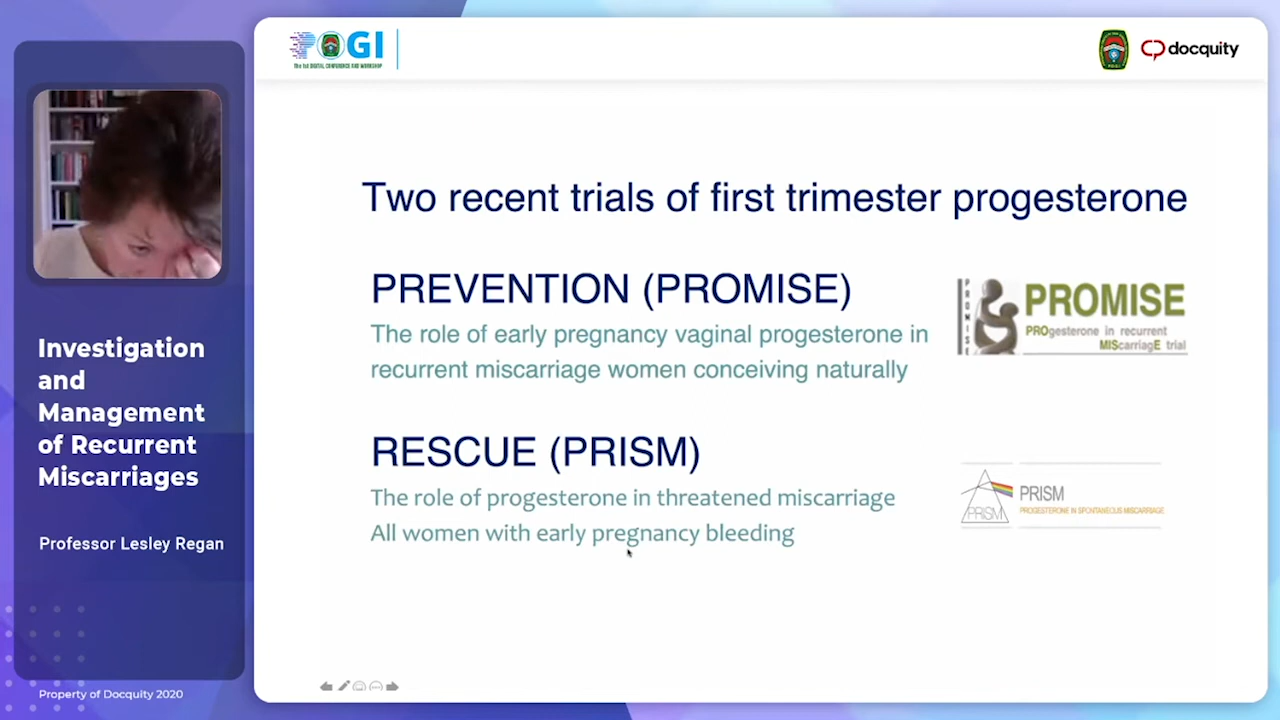 POGI
The 1st DIGITAL CONFERENCE AND WORKSHOP
docquity
Investigation
and
Management
of Recurrent
Miscarriages
Professor Lesley Regan
Property of Docquity 2020
Two recent trials of first trimester progesterone
PREVENTION (PROMISE)
The role of early pregnancy vaginal progesterone in
recurrent miscarriage women conceiving naturally
PROMISE
PROMISE
PROgesterone in recurrent
MIScarriagE trial
RESCUE (PRISM)
The role of progesterone in threatened miscarriage
All women with early pregnancy bleeding
PRISM
PRISM
PROGESTERONE IN SPONTANEOUS MISCARRIAGE